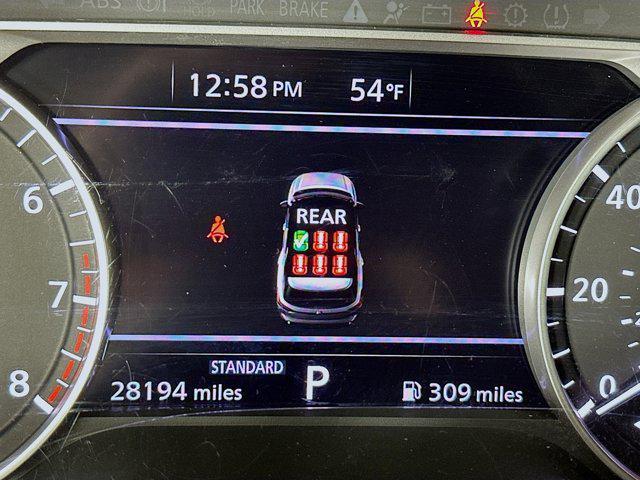 ABS PARK BRAKE
12:58 PM 54°F
REAR
6
7
8
40
20
0
STANDARD
28194 miles P 309 miles